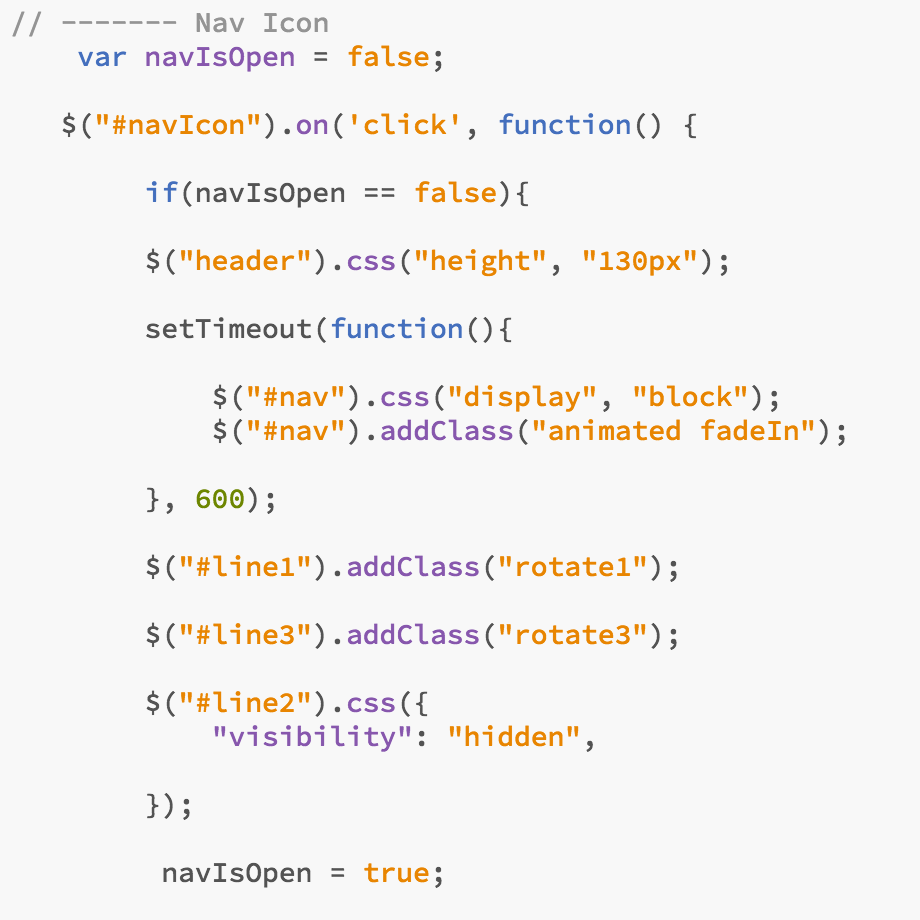 // ------- Nav Icon
var navIsOpen = false;
$("#navIcon").on('click', function() {
if(navIsOpen == false){
$("header").css("height", "130px");
setTimeout(function(){
$("#nav").css("display", "block");
$("#nav").addClass("animated fadeIn");
}, 600);
$("#line1").addClass("rotate1");
$("#line3").addClass("rotate3");
$("#line2").css({
"visibility": "hidden",
});
navIsOpen = true;